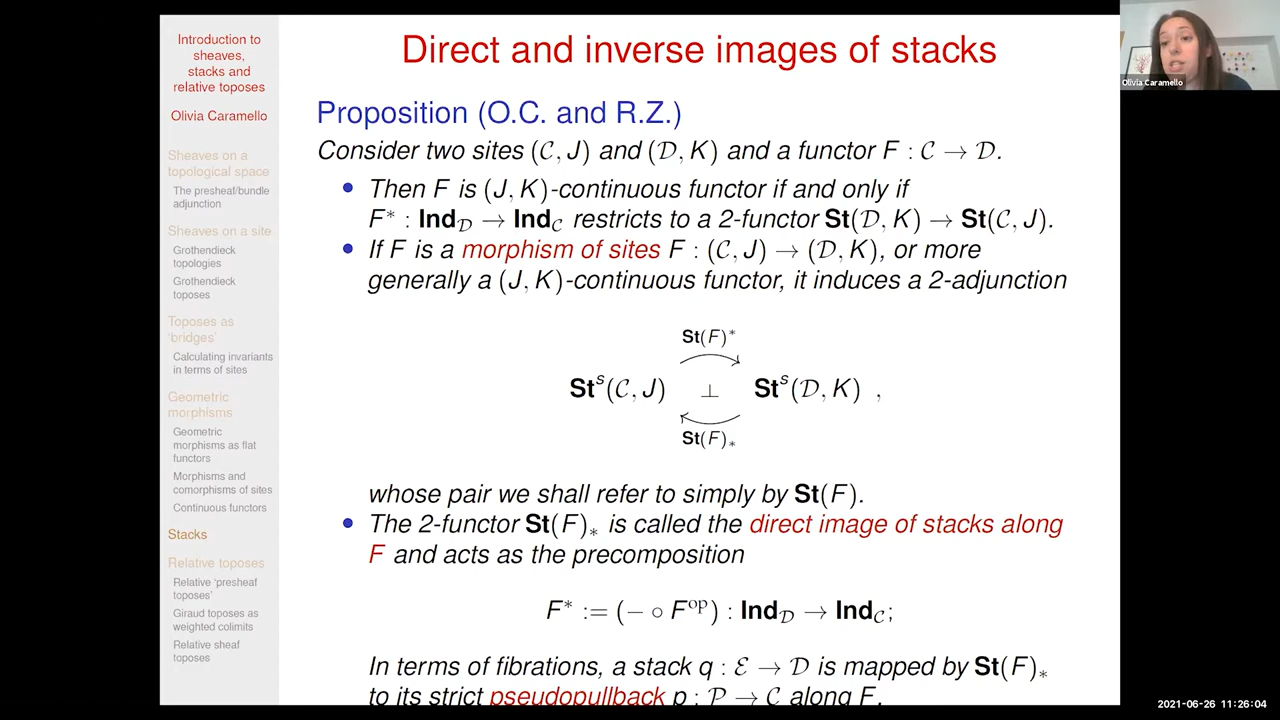 Introduction to
sheaves,
stacks and
relative toposes
Olivia Caramello
Sheaves on a
topological space
The presheaf/bundle
adjunction
Sheaves on a site
Grothendieck
topologies
Grothendieck
toposes
Toposes as
‘bridges’
Calculating invariants
in terms of sites
Geometric
morphisms
Geometric
morphisms as flat
functors
Morphisms and
comorphisms of sites
Continuous functors
Stacks
Relative toposes
Relative ‘presheaf
toposes’
Giraud toposes as
weighted colimits
Relative sheaf
toposes
Direct and inverse images of stacks
Proposition (O.C. and R.Z.)
Consider two sites (𝒞, J) and (𝒟, K) and a functor F : 𝒞 → 𝒟.
• Then F is (J, K)-continuous functor if and only if
F* : Ind_𝒟 → Ind_𝒞 restricts to a 2-functor St(𝒟, K) → St(𝒞, J).
• If F is a morphism of sites F : (𝒞, J) → (𝒟, K), or more
generally a (J, K)-continuous functor, it induces a 2-adjunction
St(F)*
St^s(𝒞, J) ⊥ St^s(𝒟, K) ,
St(F)_*
whose pair we shall refer to simply by St(F).
• The 2-functor St(F)_* is called the direct image of stacks along
F and acts as the precomposition
F* := (− ∘ F^op) : Ind_𝒟 → Ind_𝒞;
In terms of fibrations, a stack q : ℰ → 𝒟 is mapped by St(F)_*
to its strict pseudopullback p : 𝒫 → 𝒞 along F.
Olivia Caramello
2021-06-26 11:26:04